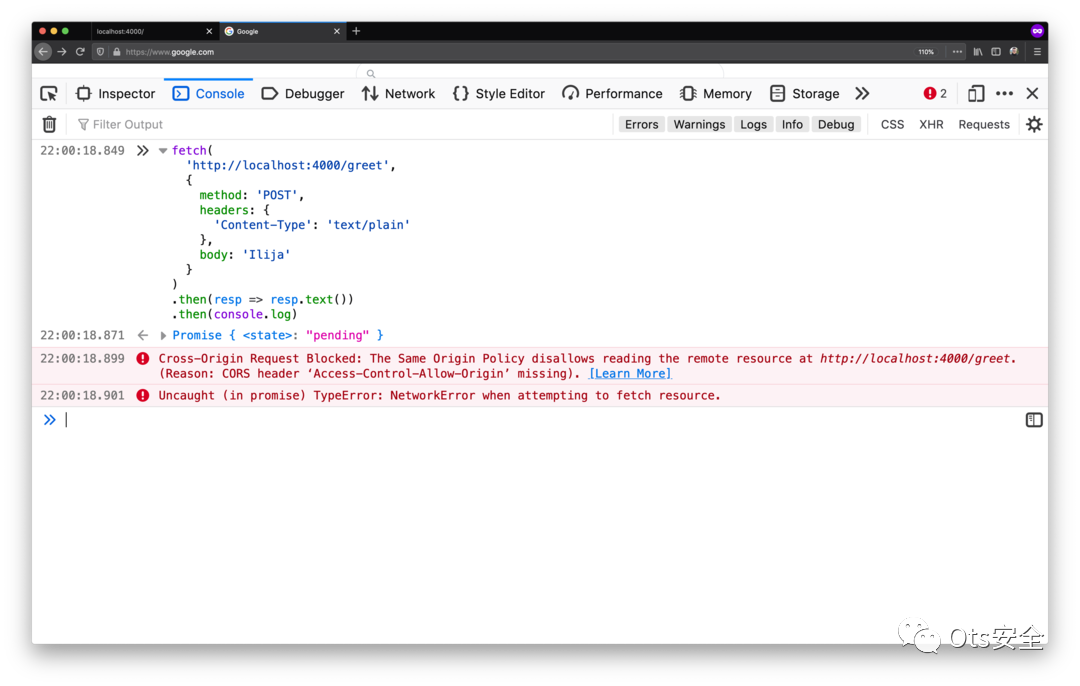 localhost:4000/
Google
https://www.google.com
110%
Inspector
Console
Debugger
Network
Style Editor
Performance
Memory
Storage
2
Filter Output
Errors
Warnings
Logs
Info
Debug
CSS
XHR
Requests
22:00:18.849
fetch(
'http://localhost:4000/greet',
{
method: 'POST',
headers: {
'Content-Type': 'text/plain'
},
body: 'Ilija'
}
)
.then(resp => resp.text())
.then(console.log)
22:00:18.871
Promise { <state>: "pending" }
22:00:18.899
Cross-Origin Request Blocked: The Same Origin Policy disallows reading the remote resource at http://localhost:4000/greet.
(Reason: CORS header ‘Access-Control-Allow-Origin’ missing). [Learn More]
22:00:18.901
Uncaught (in promise) TypeError: NetworkError when attempting to fetch resource.
Ots安全